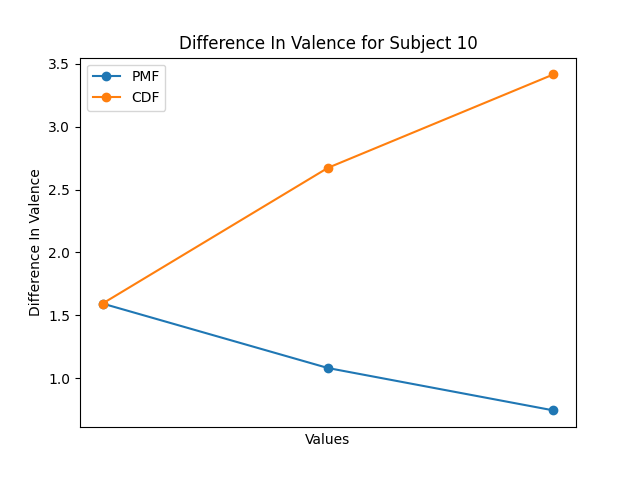 Difference In Valence for Subject 10
PMF
CDF
3.5
3.0
2.5
2.0
1.5
1.0
Difference In Valence
Values